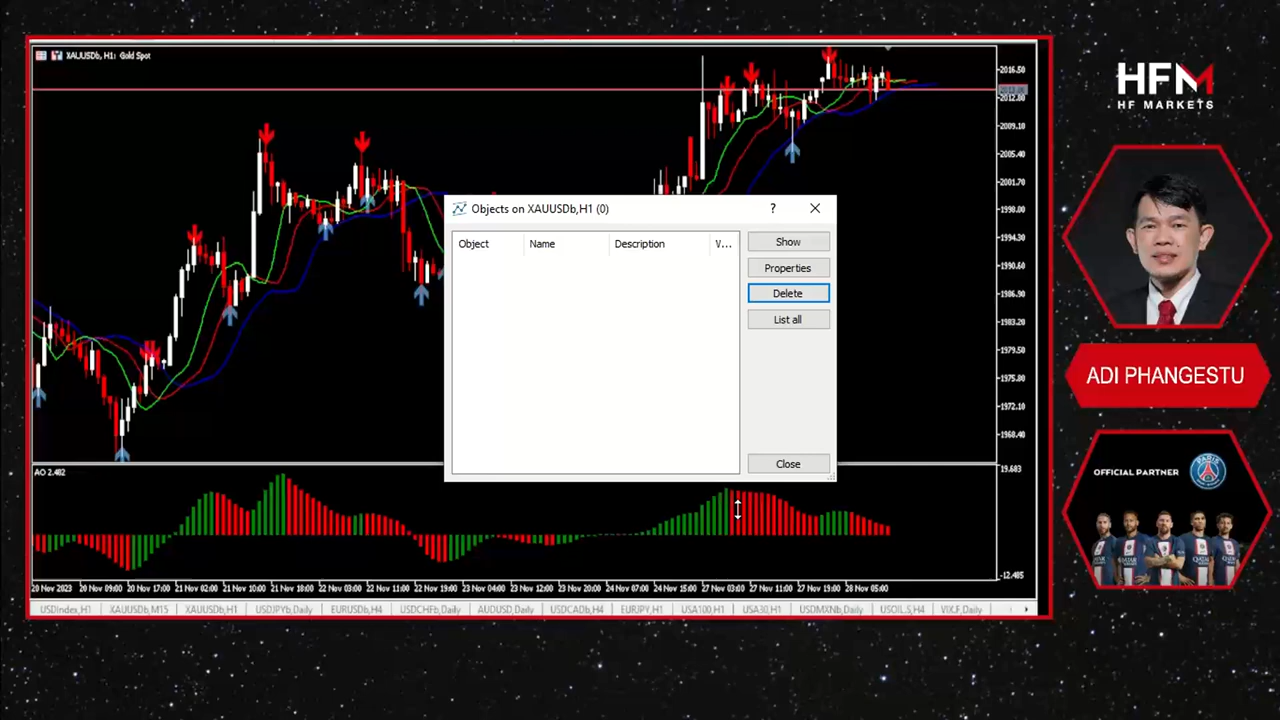 XAUUSDb, H1: Gold Spot
2016.50
2012.80
2009.10
2005.40
2001.70
1998.00
1994.30
1990.60
1986.90
1983.20
1979.50
1975.80
1972.10
1968.40
Objects on XAUUSDb,H1 (0)
?
Object Name Description V...
Show
Properties
Delete
List all
Close
AO 2.482
19.683
-12.485
20 Nov 2023 20 Nov 09:00 20 Nov 17:00 21 Nov 02:00 21 Nov 10:00 21 Nov 18:00 22 Nov 03:00 22 Nov 11:00 22 Nov 19:00 23 Nov 04:00 23 Nov 12:00 23 Nov 20:00 24 Nov 07:00 24 Nov 15:00 27 Nov 03:00 27 Nov 11:00 27 Nov 19:00 28 Nov 05:00
USDIndex,H1 XAUUSDb,M15 XAUUSDb,H1 USDJPYb,Daily EURUSDb,H4 USDCHFb,Daily AUDUSD,Daily USDCADb,H4 EURJPY,H1 USA100,H1 USA30,H1 USDMXNb,Daily USOIL.S,H4 VIX.F,Daily
HFM
HF MARKETS
ADI PHANGESTU
OFFICIAL PARTNER
PARIS